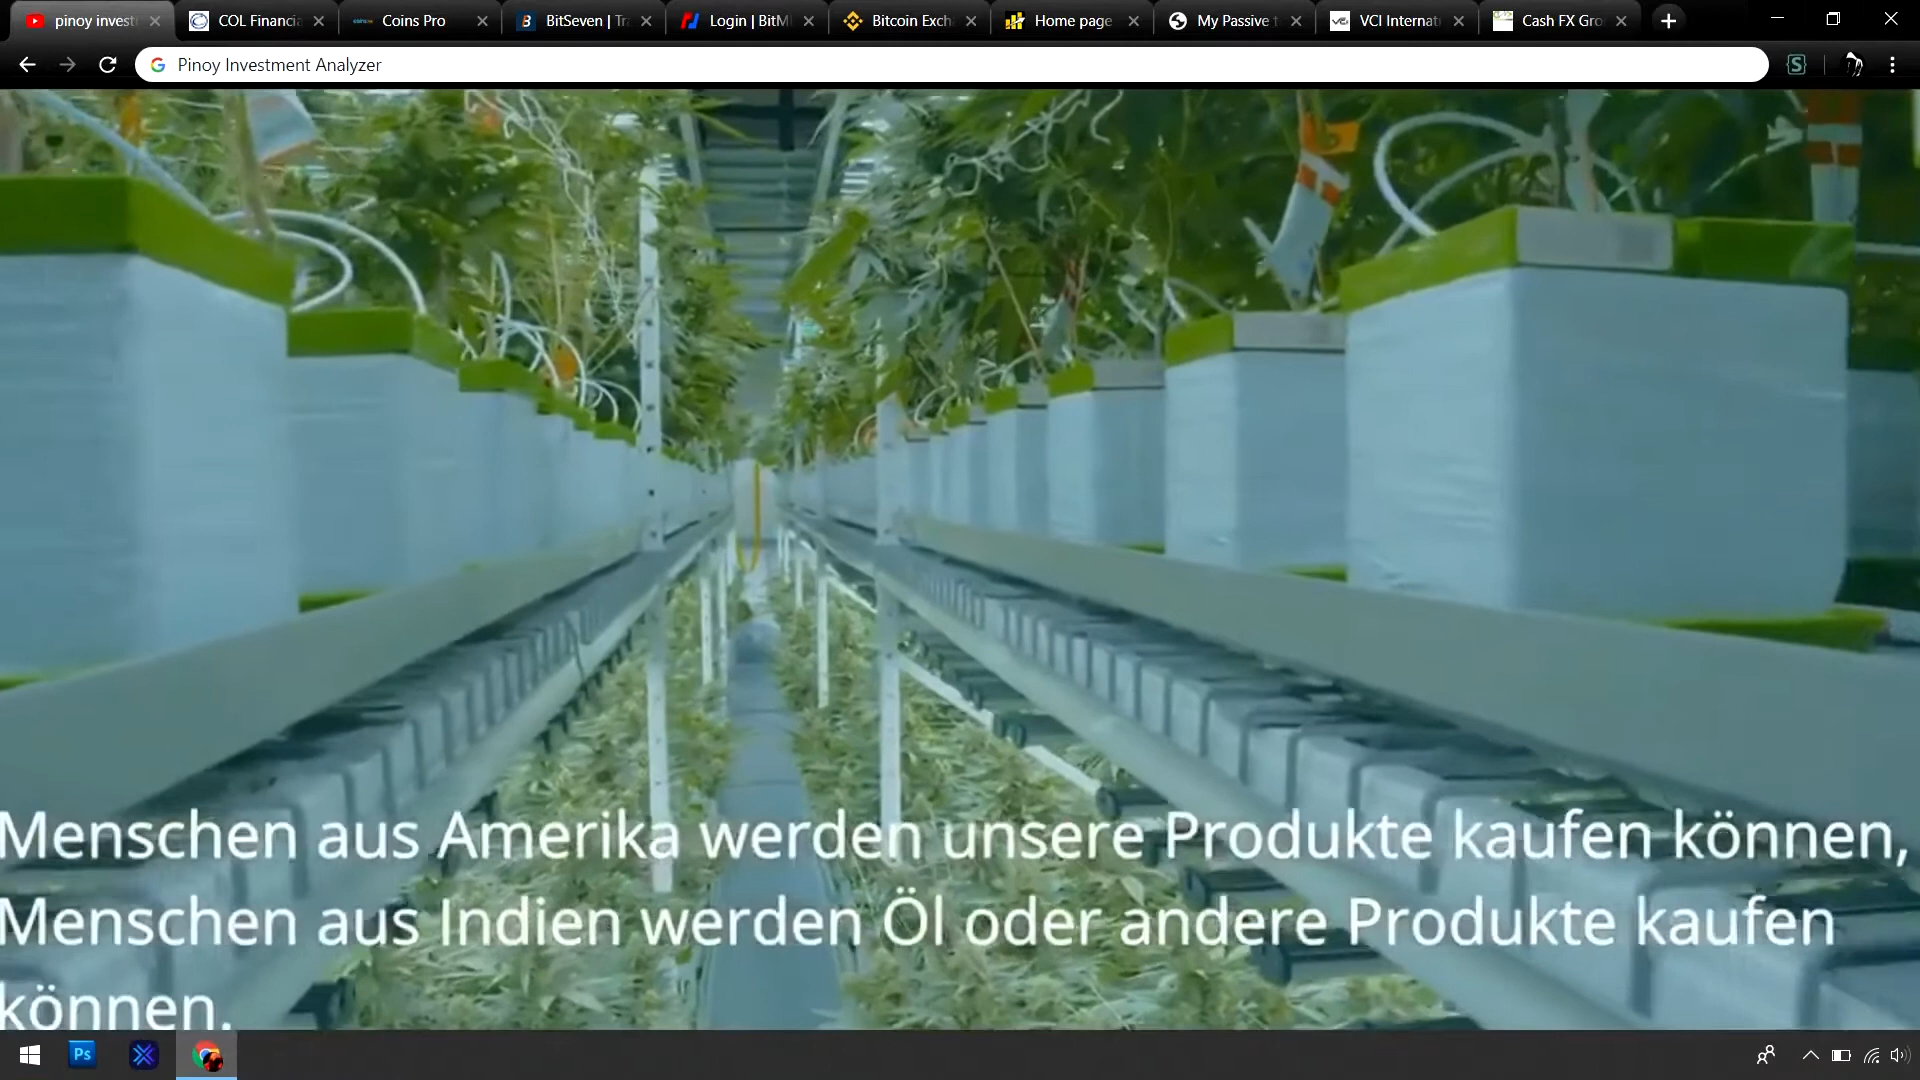 pinoy invest
COL Financia
Coins Pro
BitSeven | Tr
Login | BitM
Bitcoin Exch
Home page
My Passive
VCI Internat
Cash FX Gro
Pinoy Investment Analyzer
Menschen aus Amerika werden unsere Produkte kaufen können,
Menschen aus Indien werden Öl oder andere Produkte kaufen
können.
Ps